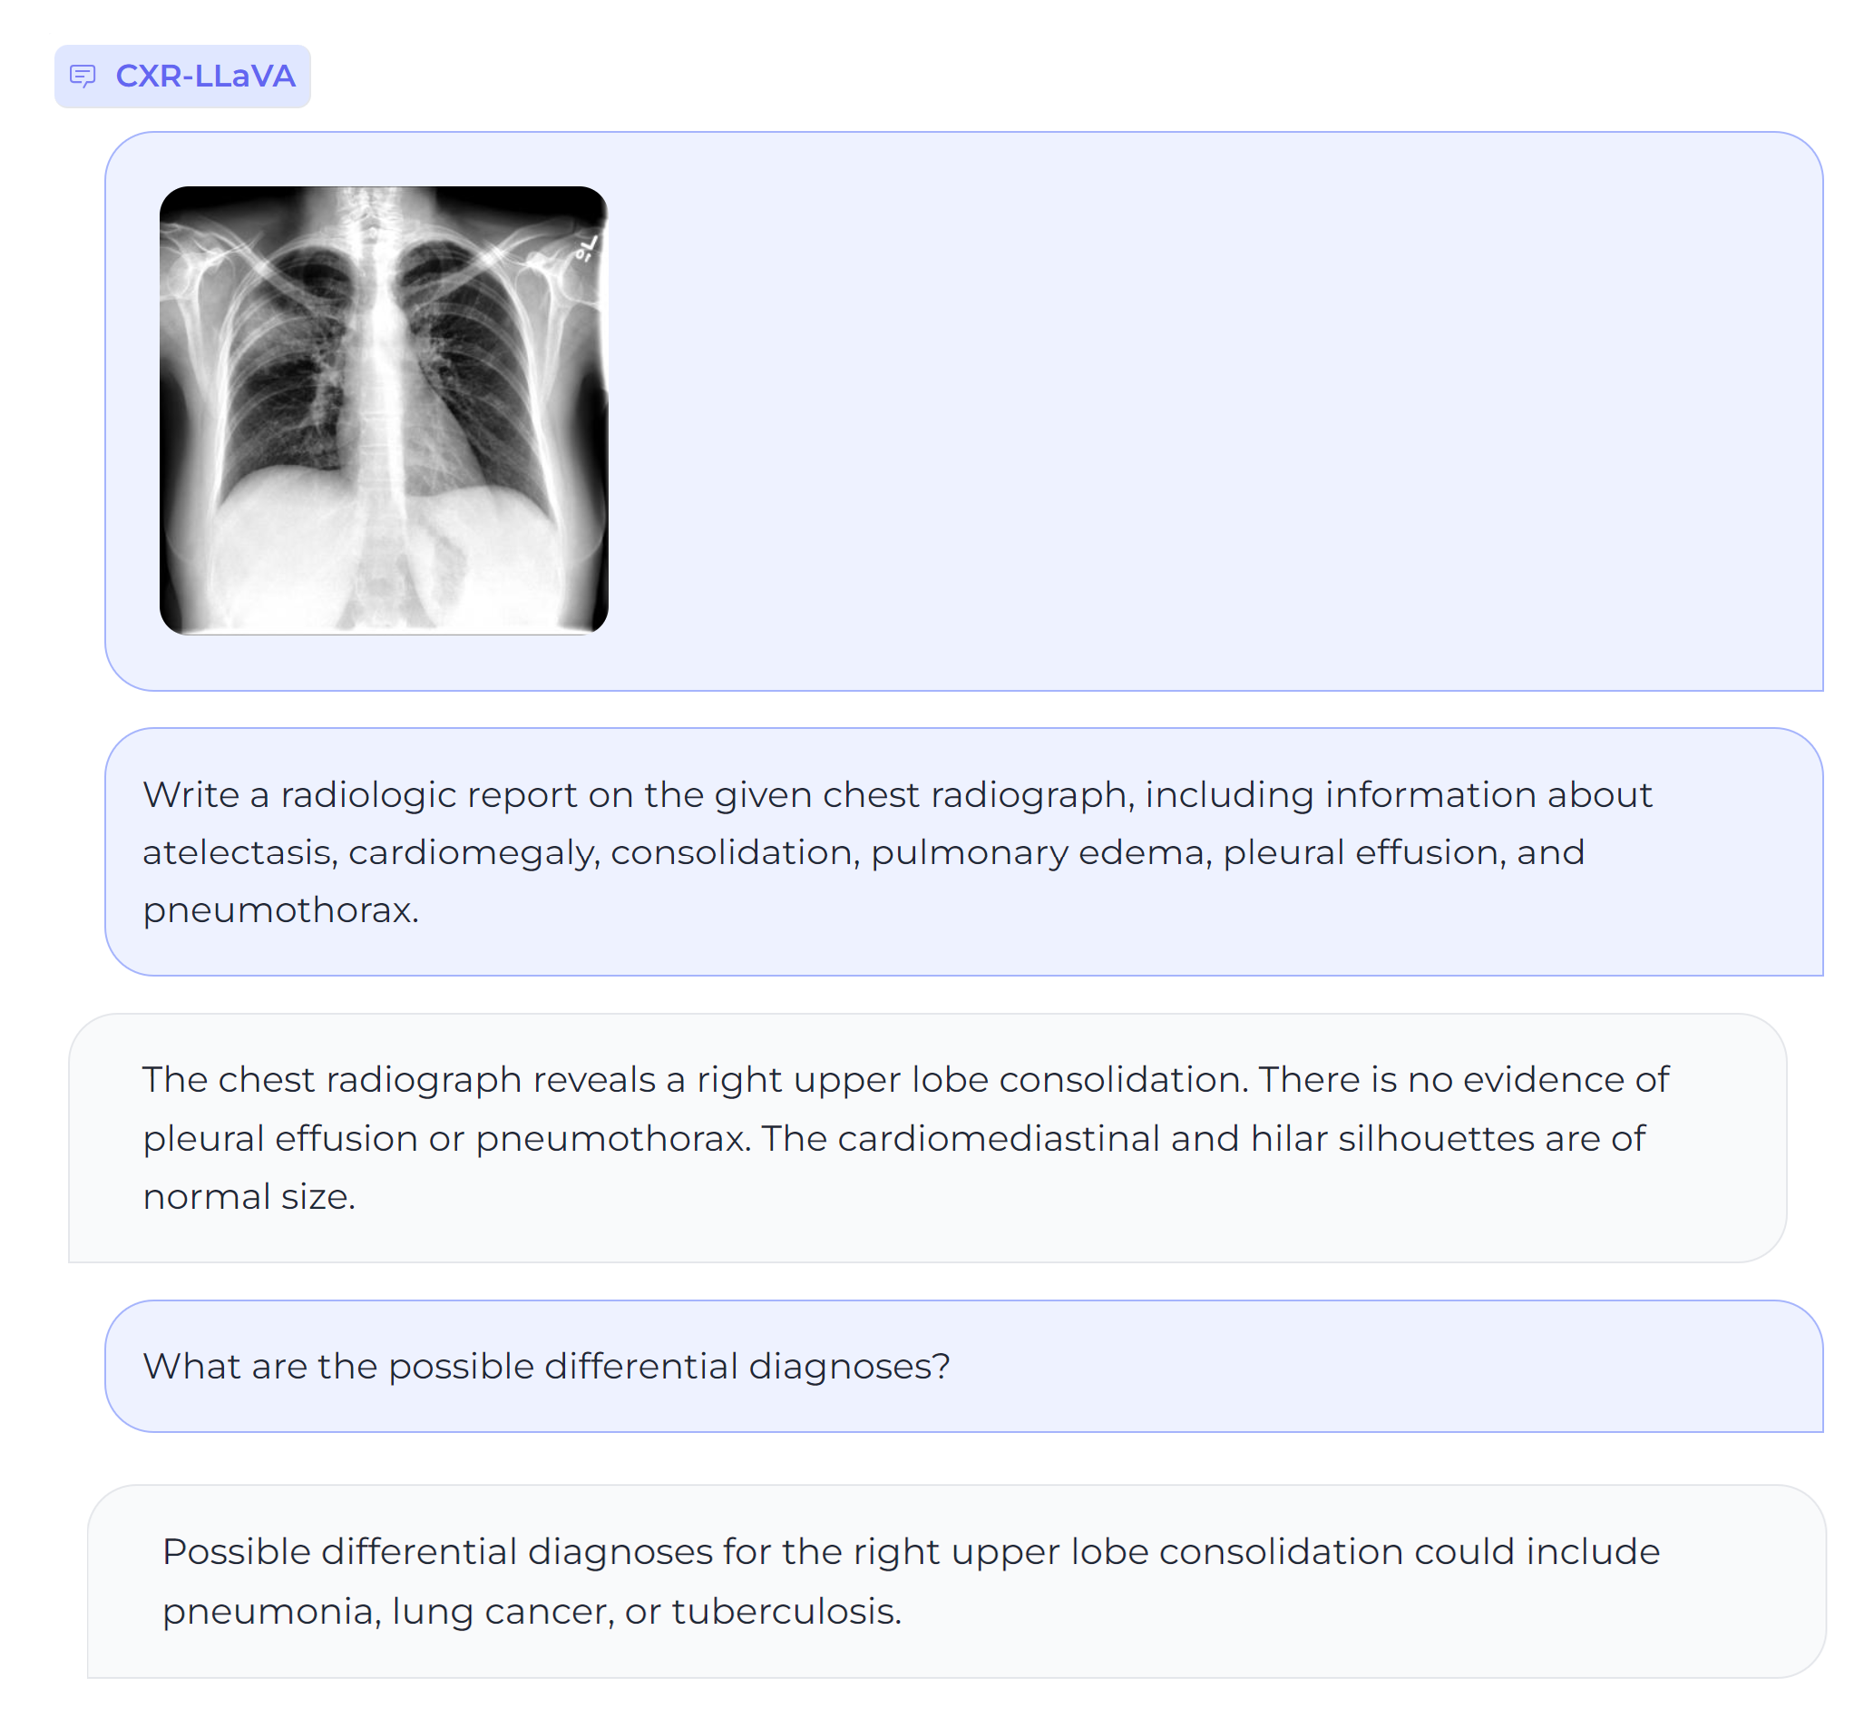 CXR-LLaVA
L
Write a radiologic report on the given chest radiograph, including information about
atelectasis, cardiomegaly, consolidation, pulmonary edema, pleural effusion, and
pneumothorax.
The chest radiograph reveals a right upper lobe consolidation. There is no evidence of
pleural effusion or pneumothorax. The cardiomediastinal and hilar silhouettes are of
normal size.
What are the possible differential diagnoses?
Possible differential diagnoses for the right upper lobe consolidation could include
pneumonia, lung cancer, or tuberculosis.